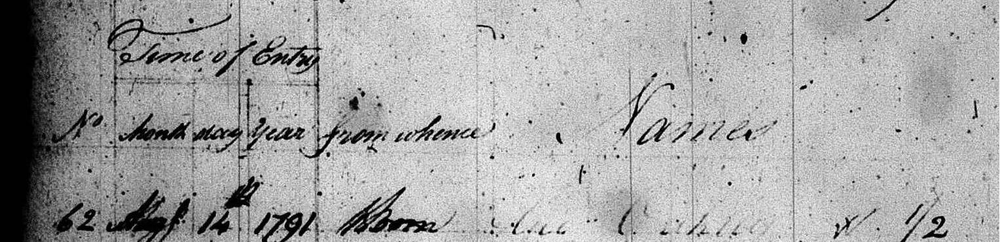 Time of Entry
No month day Year from whence Names
62 Augt 14th 1791 Born 1/2